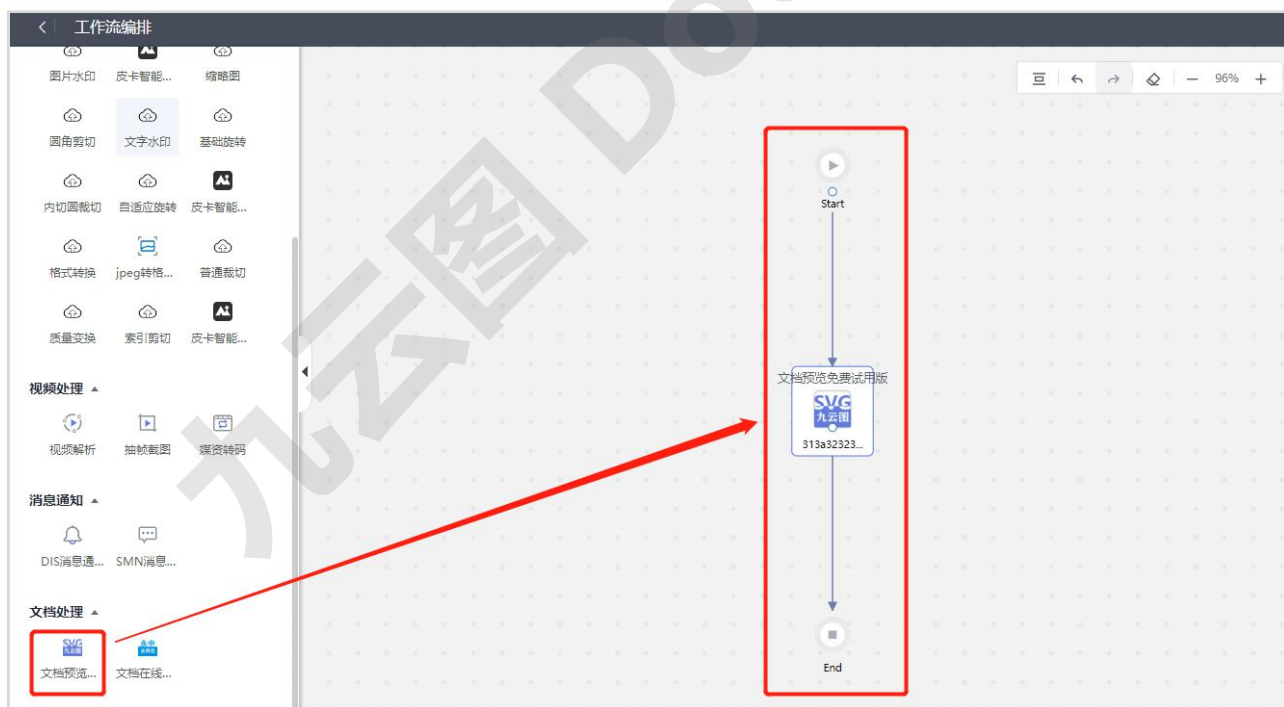 工作流编排
96%
图片水印 皮卡智能... 缩略图
圆角剪切 文字水印 基础旋转
内切圆裁切 自适应旋转 皮卡智能...
格式转换 jpeg转格... 普通裁切
质量变换 索引剪切 皮卡智能...
视频处理
视频解析 抽帧截图 媒资转码
消息通知
DIS消息通... SMN消息...
文档处理
SVG
九云图
文档预览... 文档在线...
Start
文档预览免费试用版
SVG
九云图
313a32323...
End
九云图 Doc